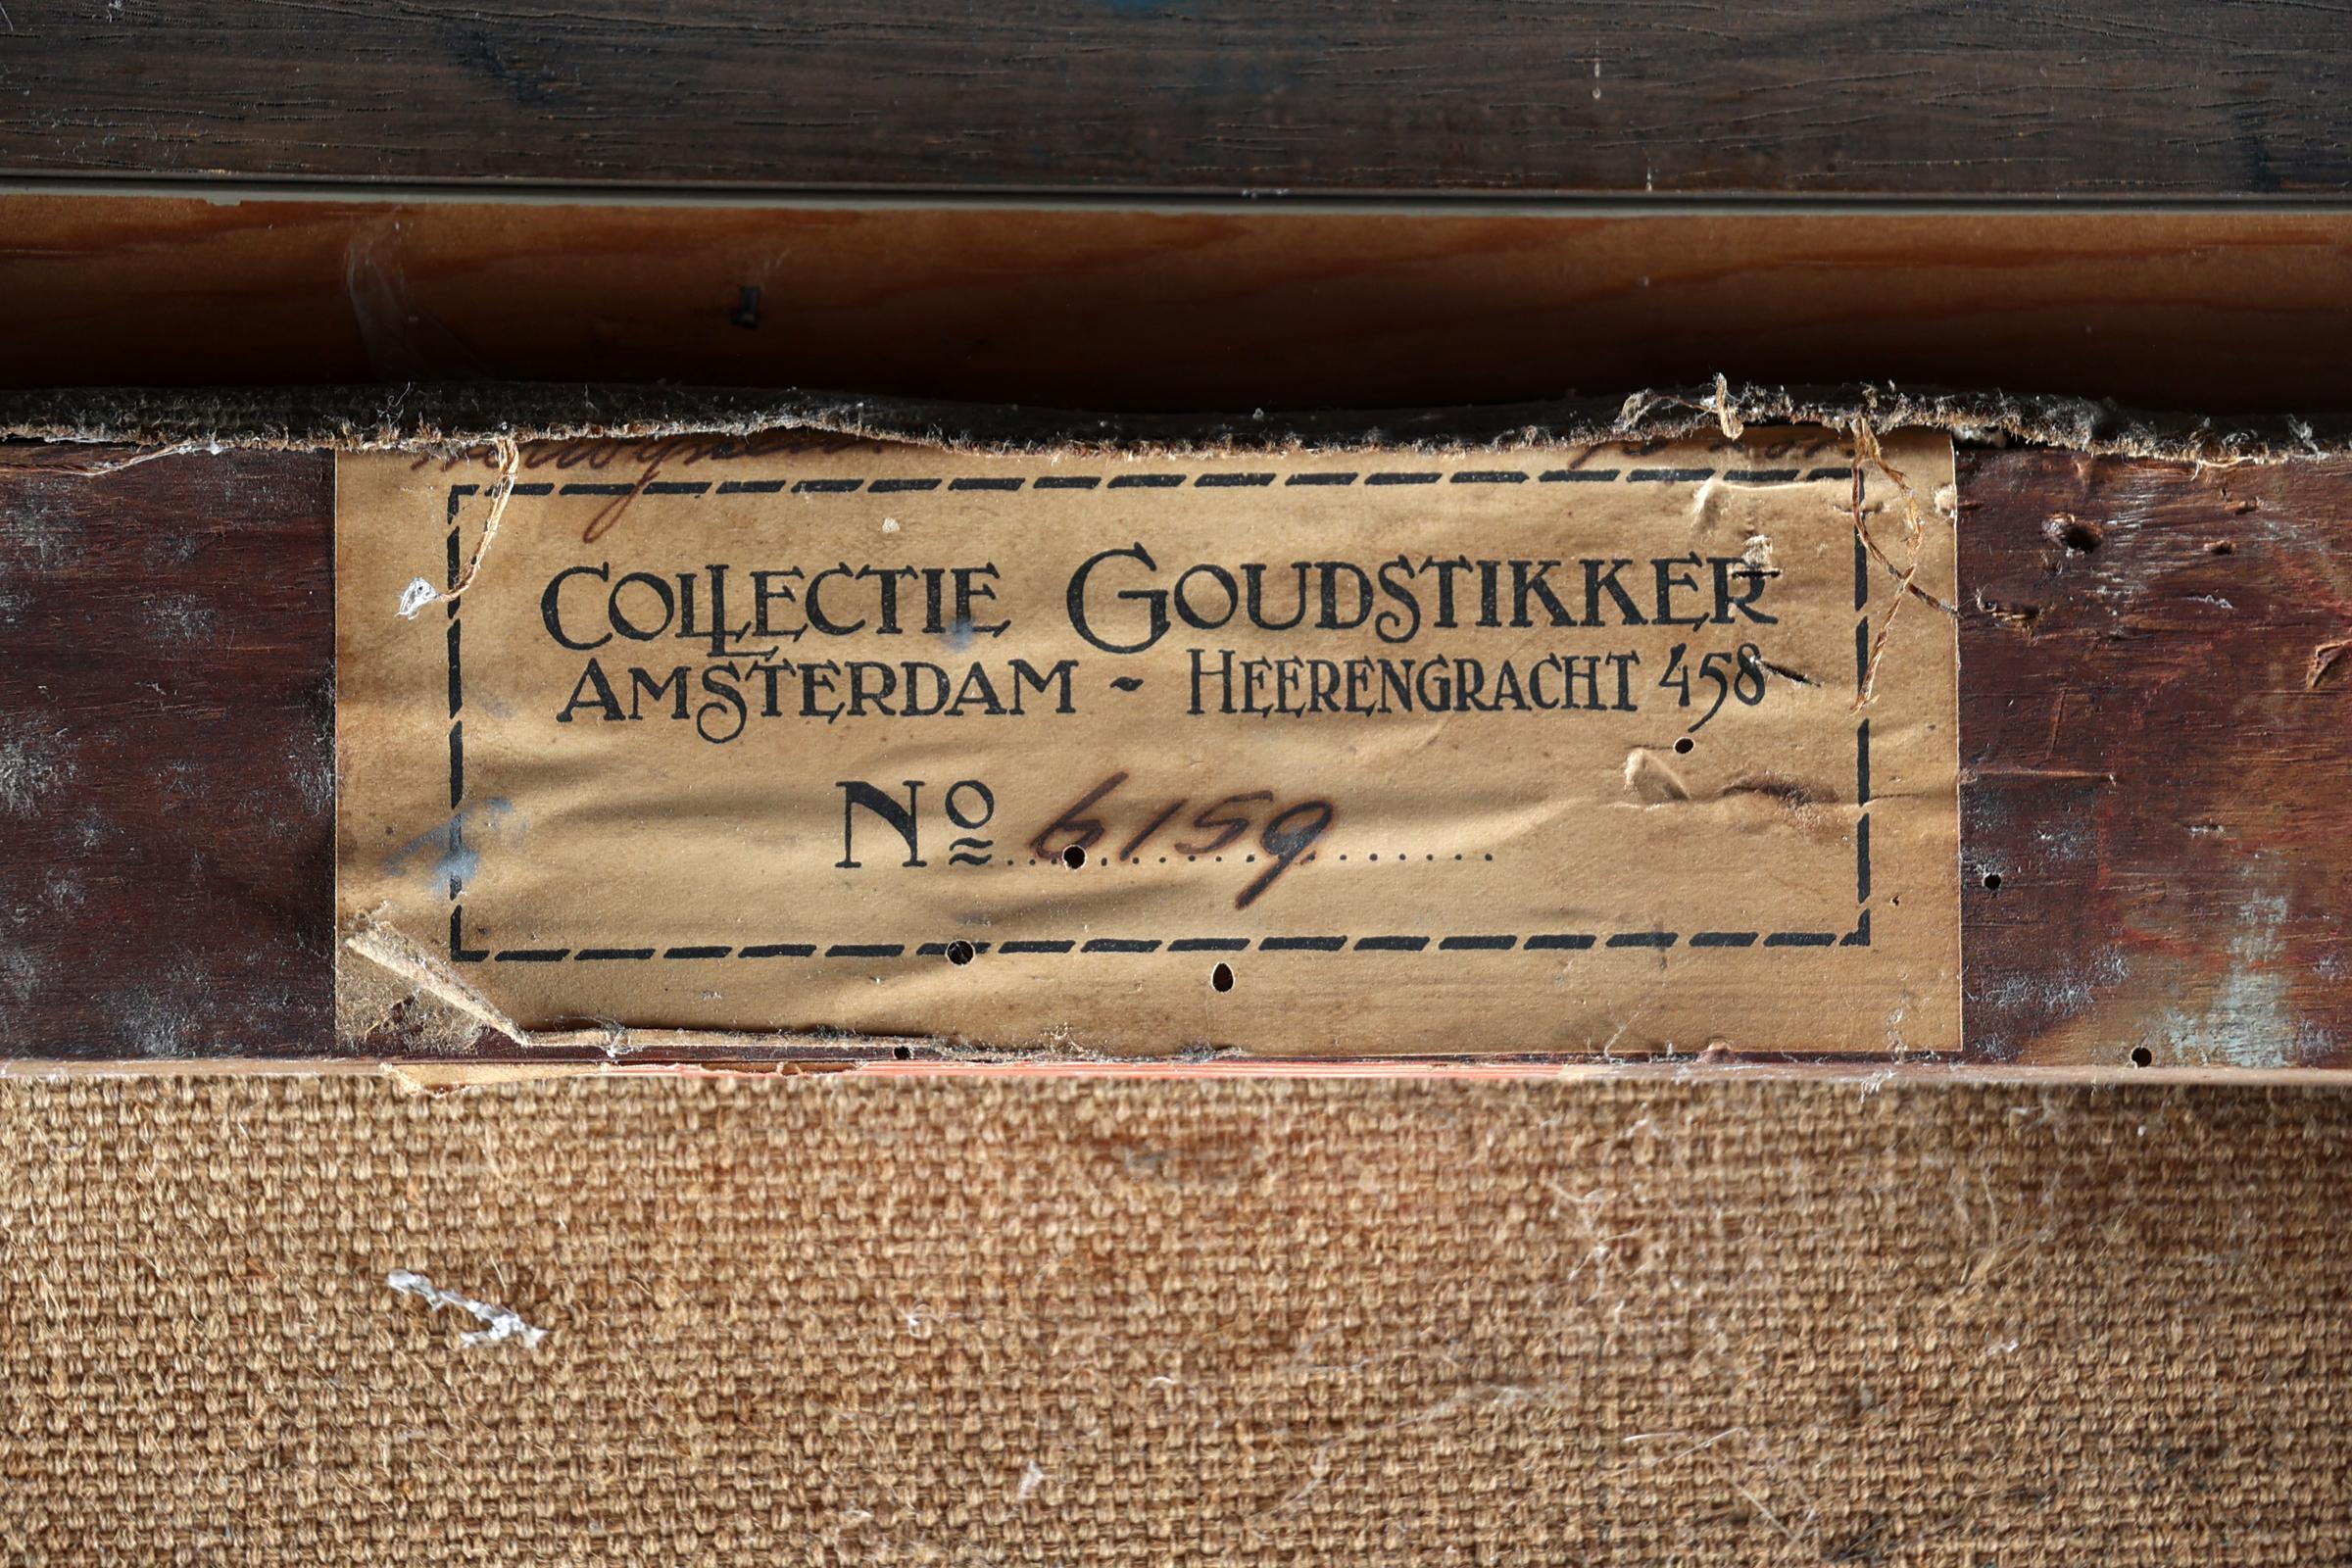 COLLECTIE GOUDSTIKKER
AMSTERDAM - HEERENGRACHT 458
No 6159